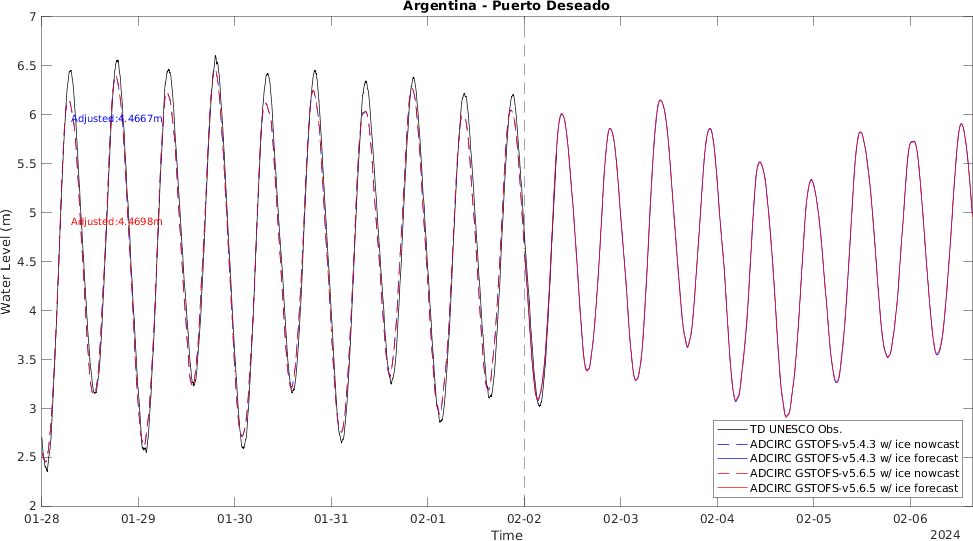 Argentina - Puerto Deseado
7
6.5
6
5.5
5
4.5
4
3.5
3
2.5
2
Water Level (m)
Adjusted:4.4667m
Adjusted:4.4698m
TD UNESCO Obs.
ADCIRC GSTOFS-v5.4.3 w/ ice nowcast
ADCIRC GSTOFS-v5.4.3 w/ ice forecast
ADCIRC GSTOFS-v5.6.5 w/ ice nowcast
ADCIRC GSTOFS-v5.6.5 w/ ice forecast
01-28 01-29 01-30 01-31 02-01 02-02 02-03 02-04 02-05 02-06
Time
2024